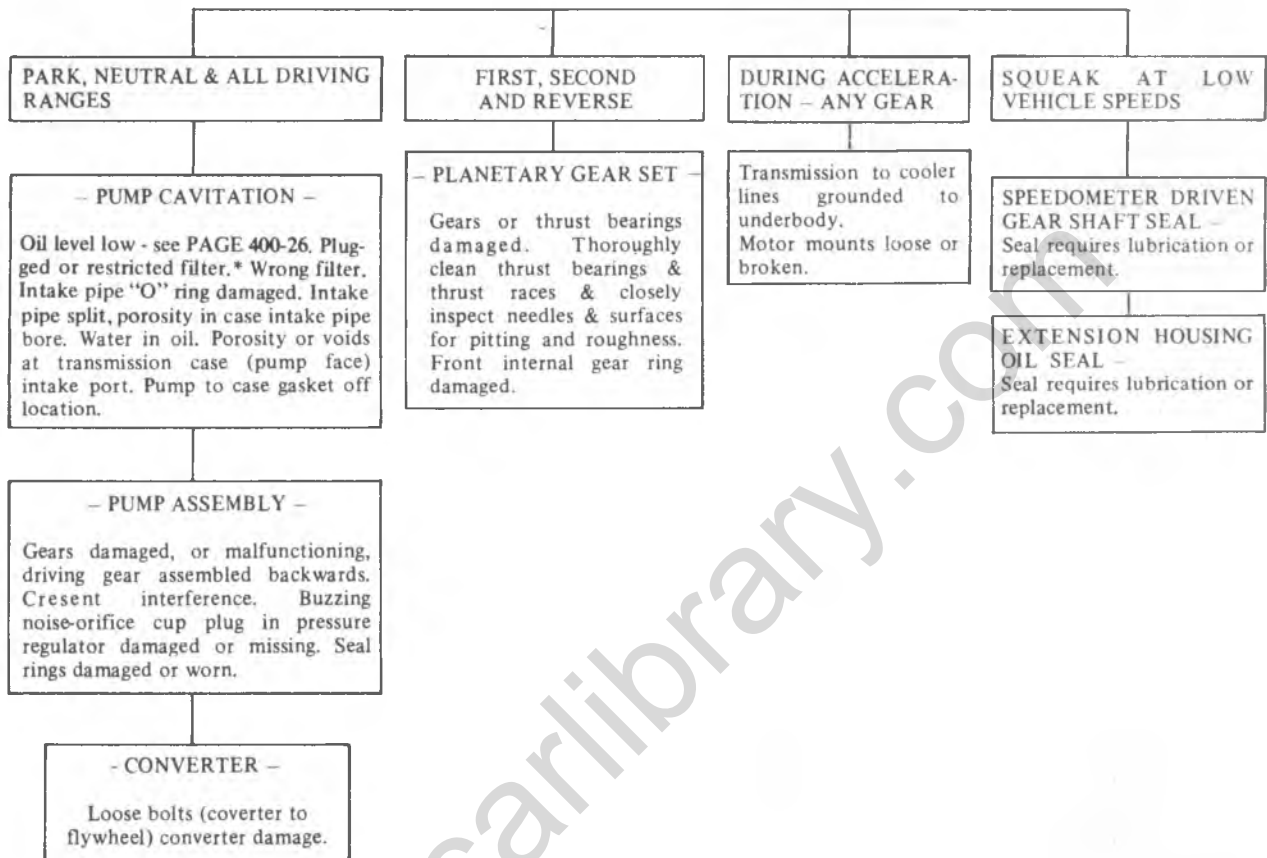 PARK, NEUTRAL & ALL DRIVING
RANGES
– PUMP CAVITATION –
Oil level low - see PAGE 400-26. Plug-
ged or restricted filter.* Wrong filter.
Intake pipe "O" ring damaged. Intake
pipe split, porosity in case intake pipe
bore. Water in oil. Porosity or voids
at transmission case (pump face)
intake port. Pump to case gasket off
location.
– PUMP ASSEMBLY –
Gears damaged, or malfunctioning,
driving gear assembled backwards.
Cresent interference. Buzzing
noise-orifice cup plug in pressure
regulator damaged or missing. Seal
rings damaged or worn.
- CONVERTER –
Loose bolts (coverter to
flywheel) converter damage.
FIRST, SECOND
AND REVERSE
– PLANETARY GEAR SET –
Gears or thrust bearings
damaged. Thoroughly
clean thrust bearings &
thrust races & closely
inspect needles & surfaces
for pitting and roughness.
Front internal gear ring
damaged.
DURING ACCELERA-
TION – ANY GEAR
Transmission to cooler
lines grounded to
underbody.
Motor mounts loose or
broken.
SQUEAK AT LOW
VEHICLE SPEEDS
SPEEDOMETER DRIVEN
GEAR SHAFT SEAL –
Seal requires lubrication or
replacement.
EXTENSION HOUSING
OIL SEAL –
Seal requires lubrication or
replacement.
carlibrary.com